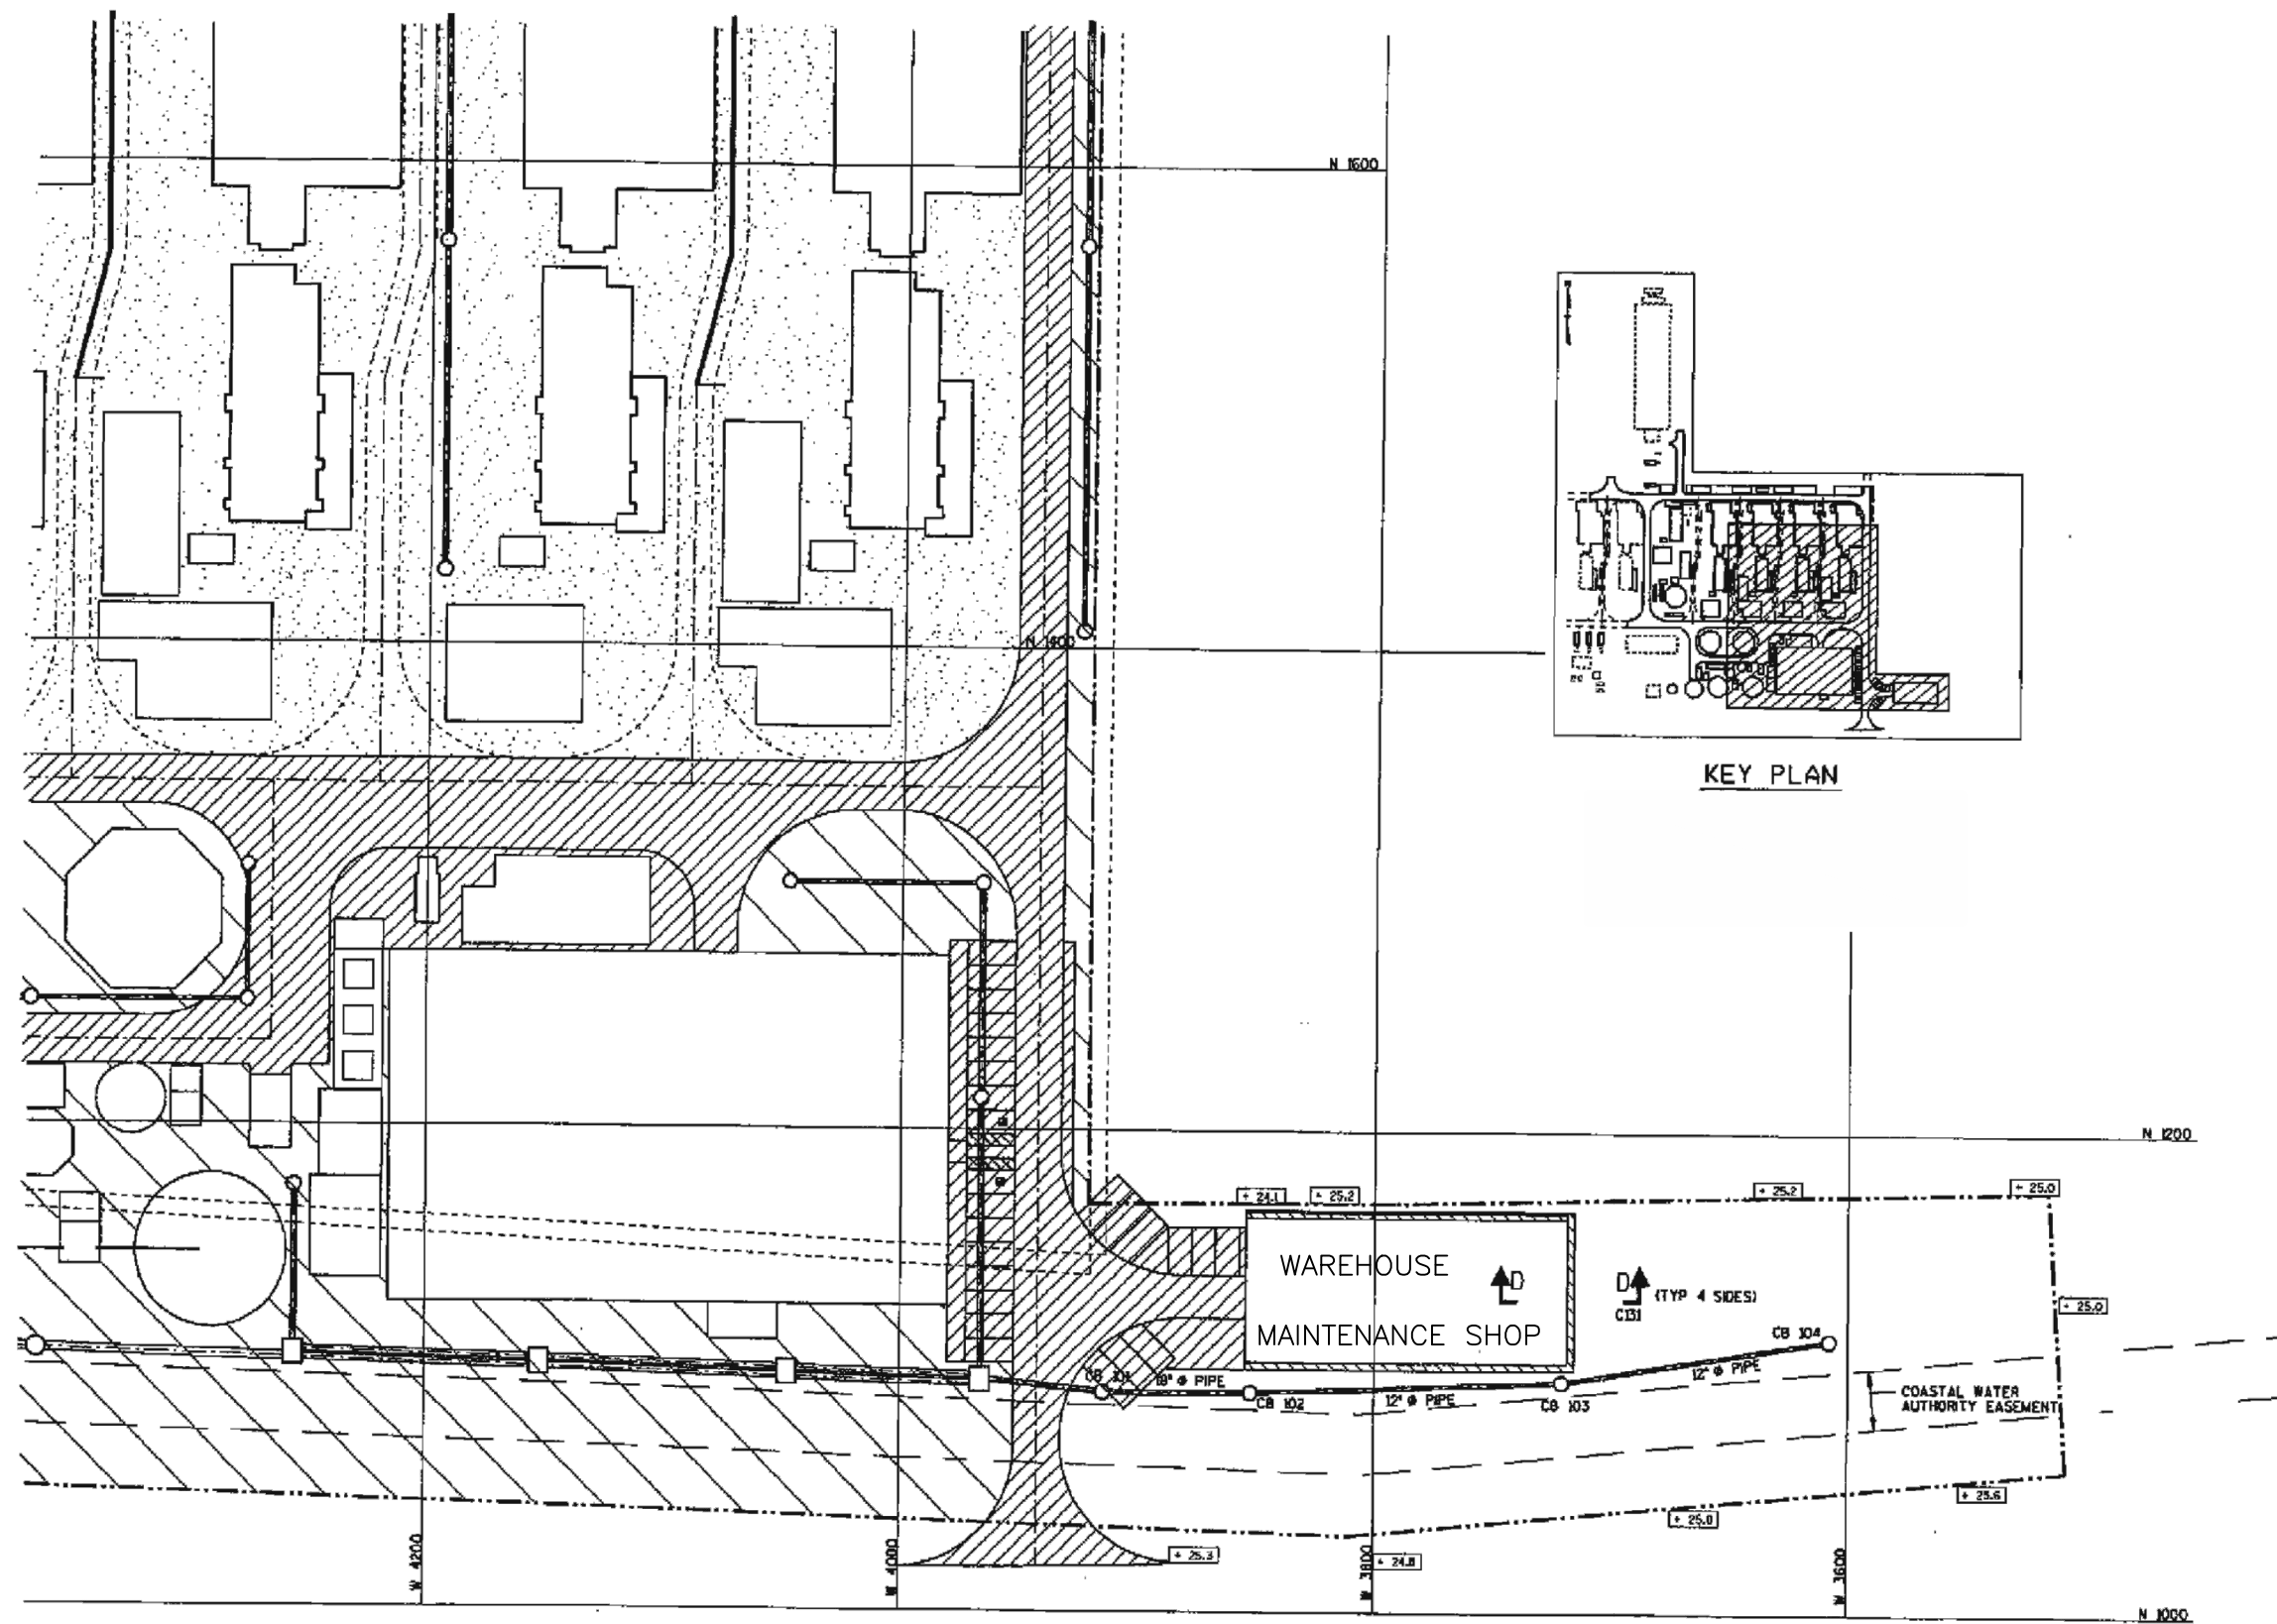 N 1600
N 1400
KEY PLAN
N 1200
+ 24.1
+ 25.2
+ 25.2
+ 25.0
WAREHOUSE
MAINTENANCE SHOP
D
D
(TYP 4 SIDES)
C131
+ 25.0
CB 104
CB 101
18" Ø PIPE
CB 102
12" Ø PIPE
CB 103
12" Ø PIPE
COASTAL WATER
AUTHORITY EASEMENT
+ 25.6
+ 25.0
+ 25.3
+ 24.8
W 4200
W 4000
W 3800
W 3600
N 1000